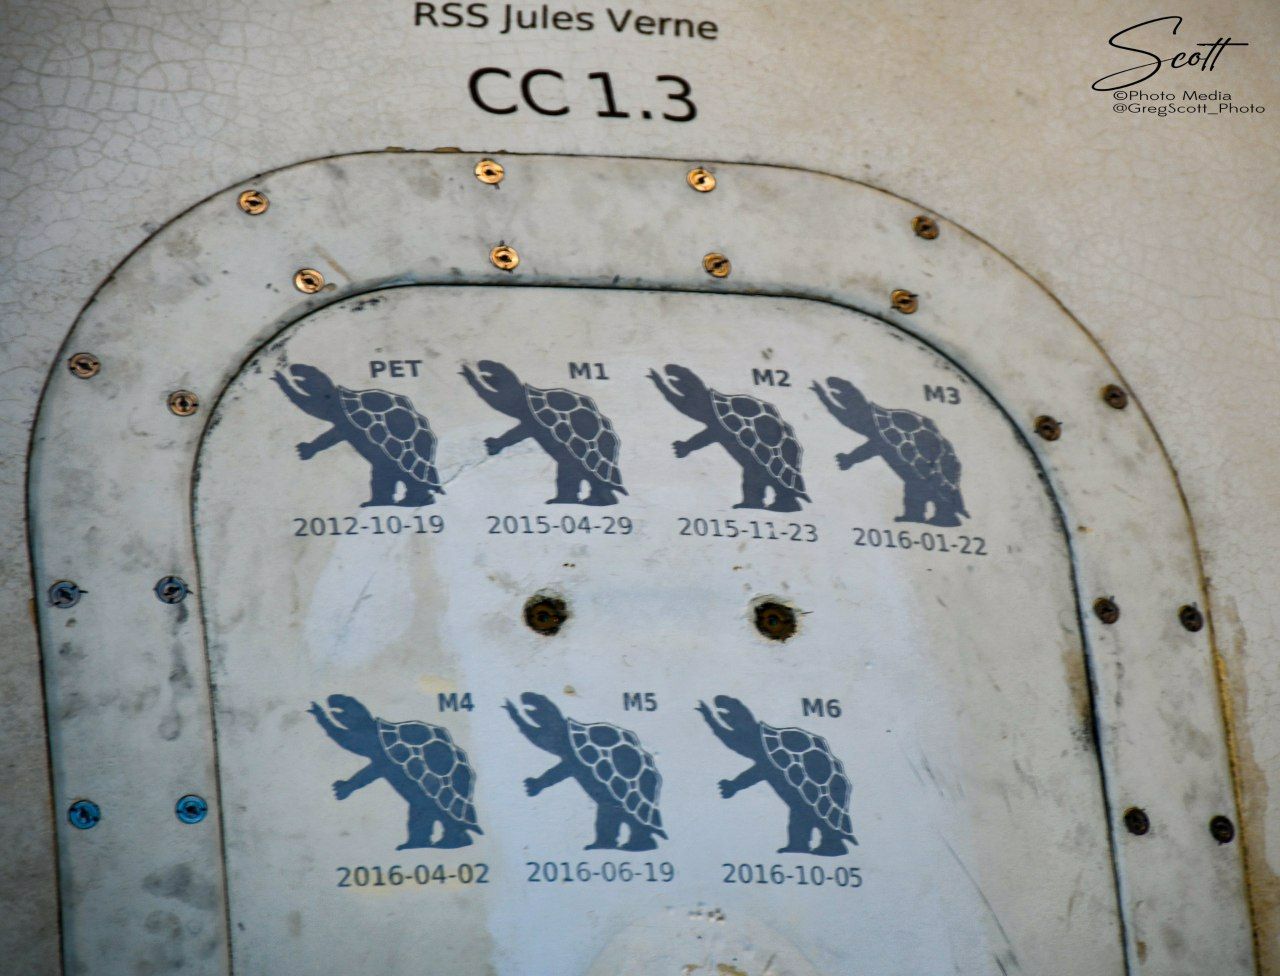 RSS Jules Verne
CC 1.3
Scott
©Photo Media
@GregScott_Photo
PET
M1
M2
M3
2012-10-19
2015-04-29
2015-11-23
2016-01-22
M4
M5
M6
2016-04-02
2016-06-19
2016-10-05